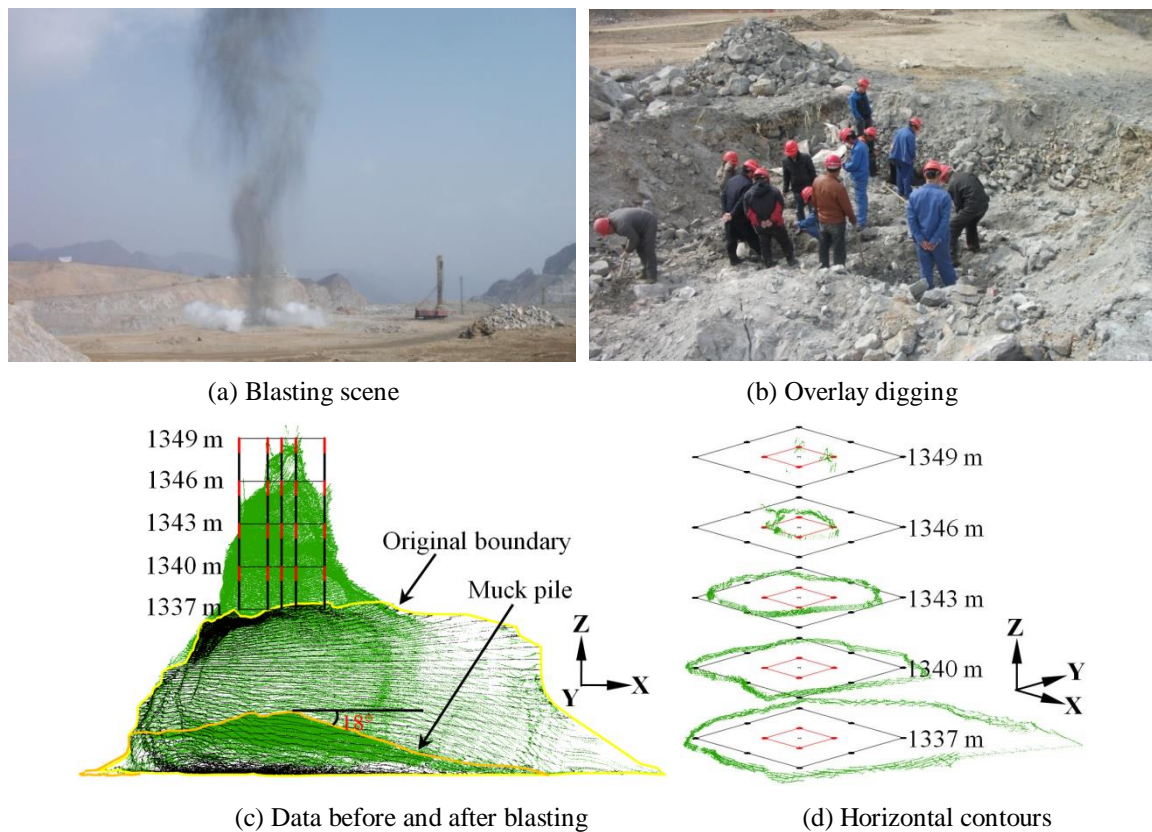 (a) Blasting scene
(b) Overlay digging
1349 m
1346 m
1343 m
1340 m
1337 m
Original boundary
Muck pile
18°
Z
Y
X
(c) Data before and after blasting
1349 m
1346 m
1343 m
1340 m
1337 m
Z
Y
X
(d) Horizontal contours